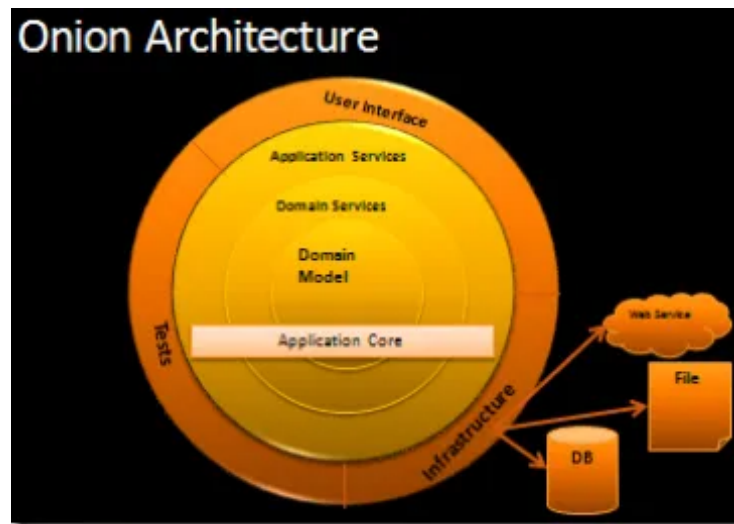 Onion Architecture
User Interface
Application Services
Domain Services
Domain
Model
Application Core
Tests
Infrastructure
Web Service
File
DB